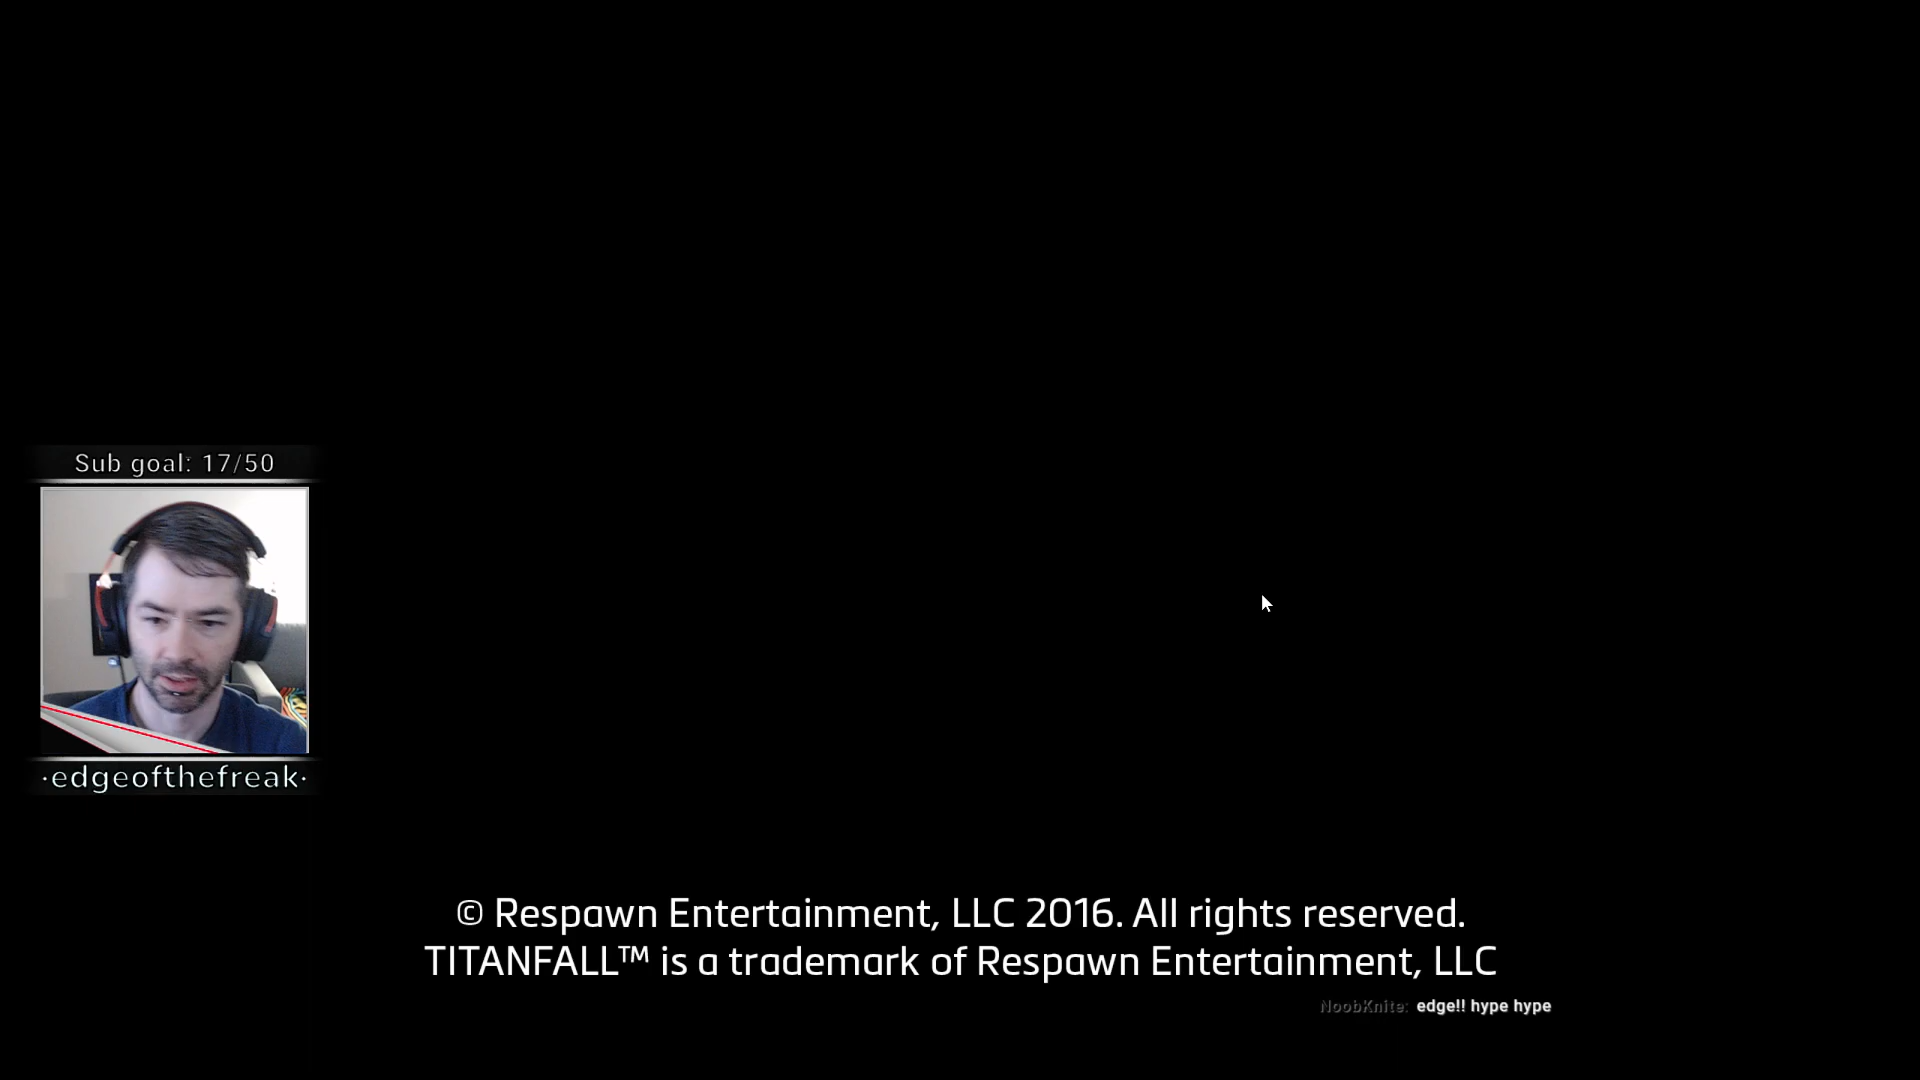 Sub goal: 17/50
·edgeofthefreak·
© Respawn Entertainment, LLC 2016. All rights reserved.
TITANFALL™ is a trademark of Respawn Entertainment, LLC
NoobKnite: edge!! hype hype